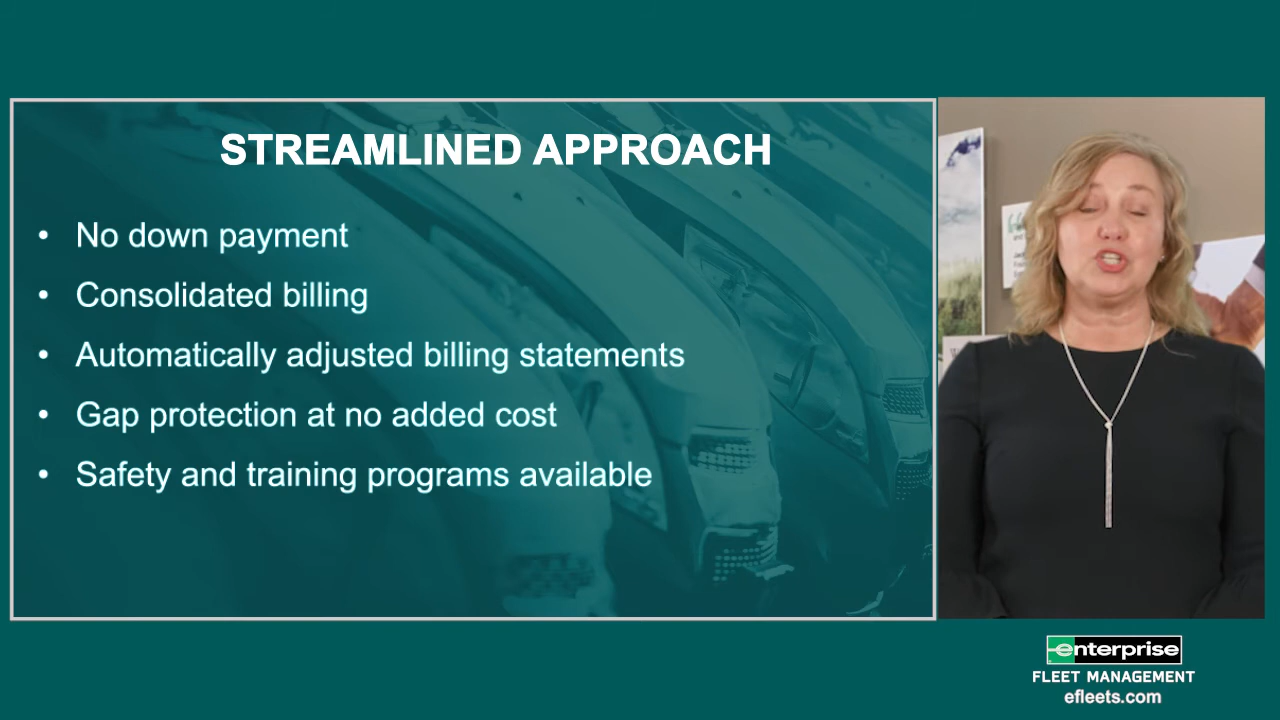 STREAMLINED APPROACH
• No down payment
• Consolidated billing
• Automatically adjusted billing statements
• Gap protection at no added cost
• Safety and training programs available
enterprise
FLEET MANAGEMENT
efleets.com